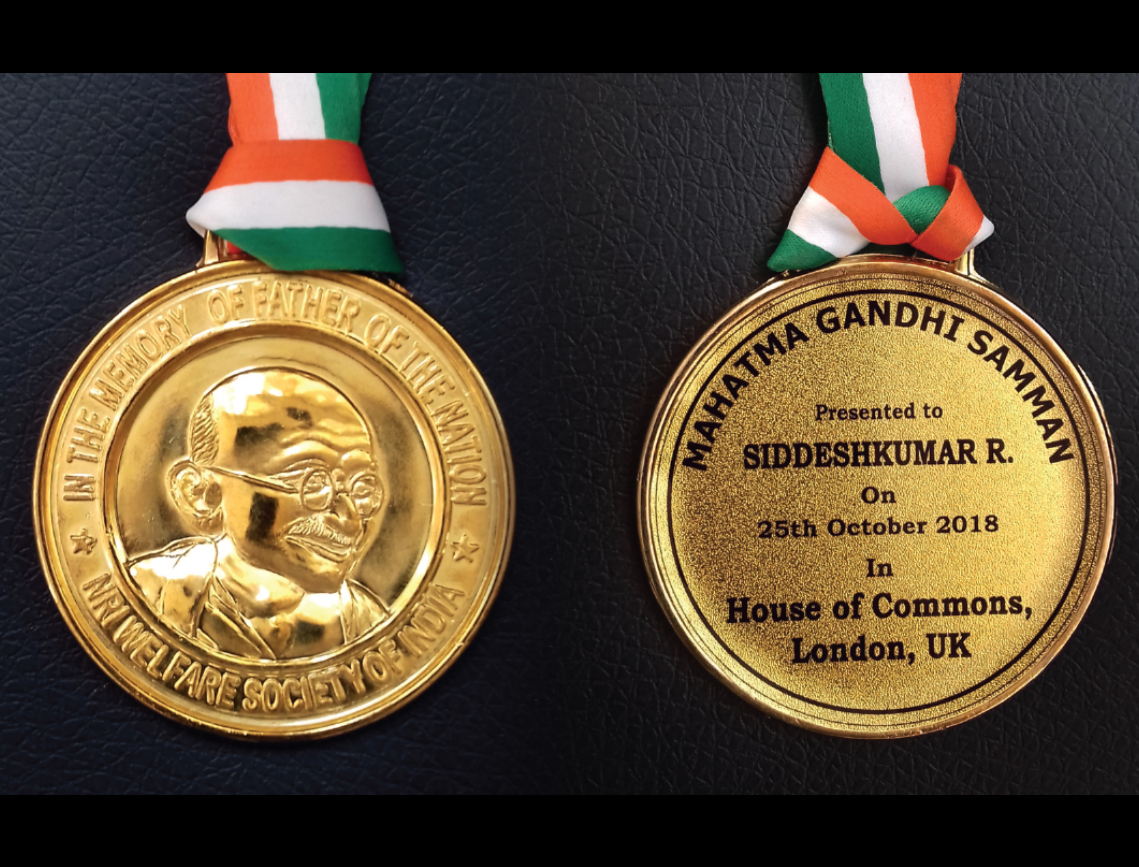 IN THE MEMORY OF FATHER OF THE NATION
NRI WELFARE SOCIETY OF INDIA
MAHATMA GANDHI SAMMAN
Presented to
SIDDESHKUMAR R.
On
25th October 2018
In
House of Commons,
London, UK